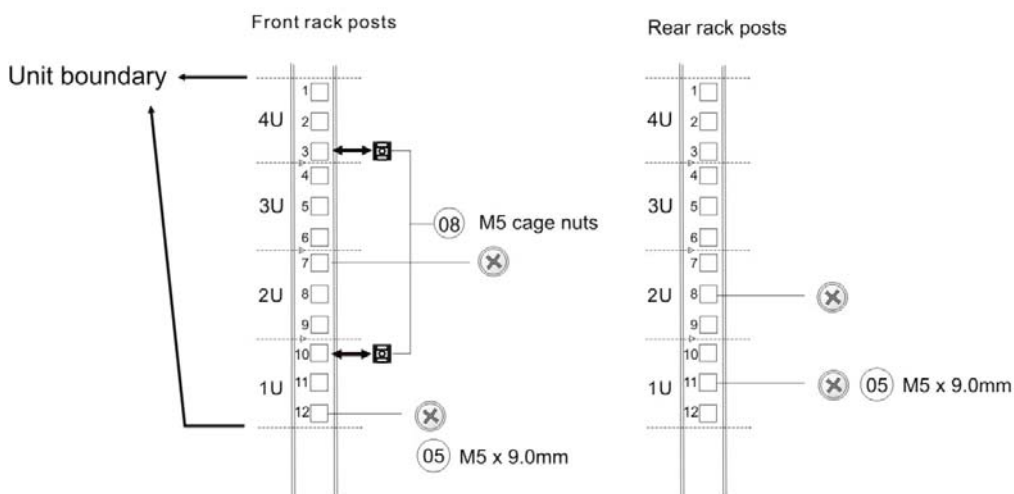 Front rack posts
Rear rack posts
Unit boundary
4U
1
2
3
3U
4
5
6
2U
7
8
9
1U
10
11
12
08 M5 cage nuts
05 M5 x 9.0mm
4U
1
2
3
3U
4
5
6
2U
7
8
9
1U
10
11
12
05 M5 x 9.0mm